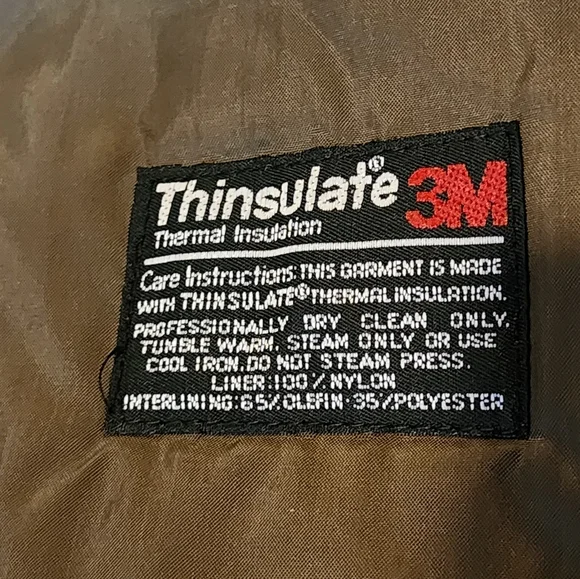 Thinsulate® 3M
Thermal Insulation
Care Instructions: THIS GARMENT IS MADE
WITH THINSULATE® THERMAL INSULATION.
PROFESSIONALLY DRY CLEAN ONLY.
TUMBLE WARM. STEAM ONLY OR USE
COOL IRON. DO NOT STEAM PRESS.
LINER: 100% NYLON
INTERLINING: 65% OLEFIN · 35% POLYESTER